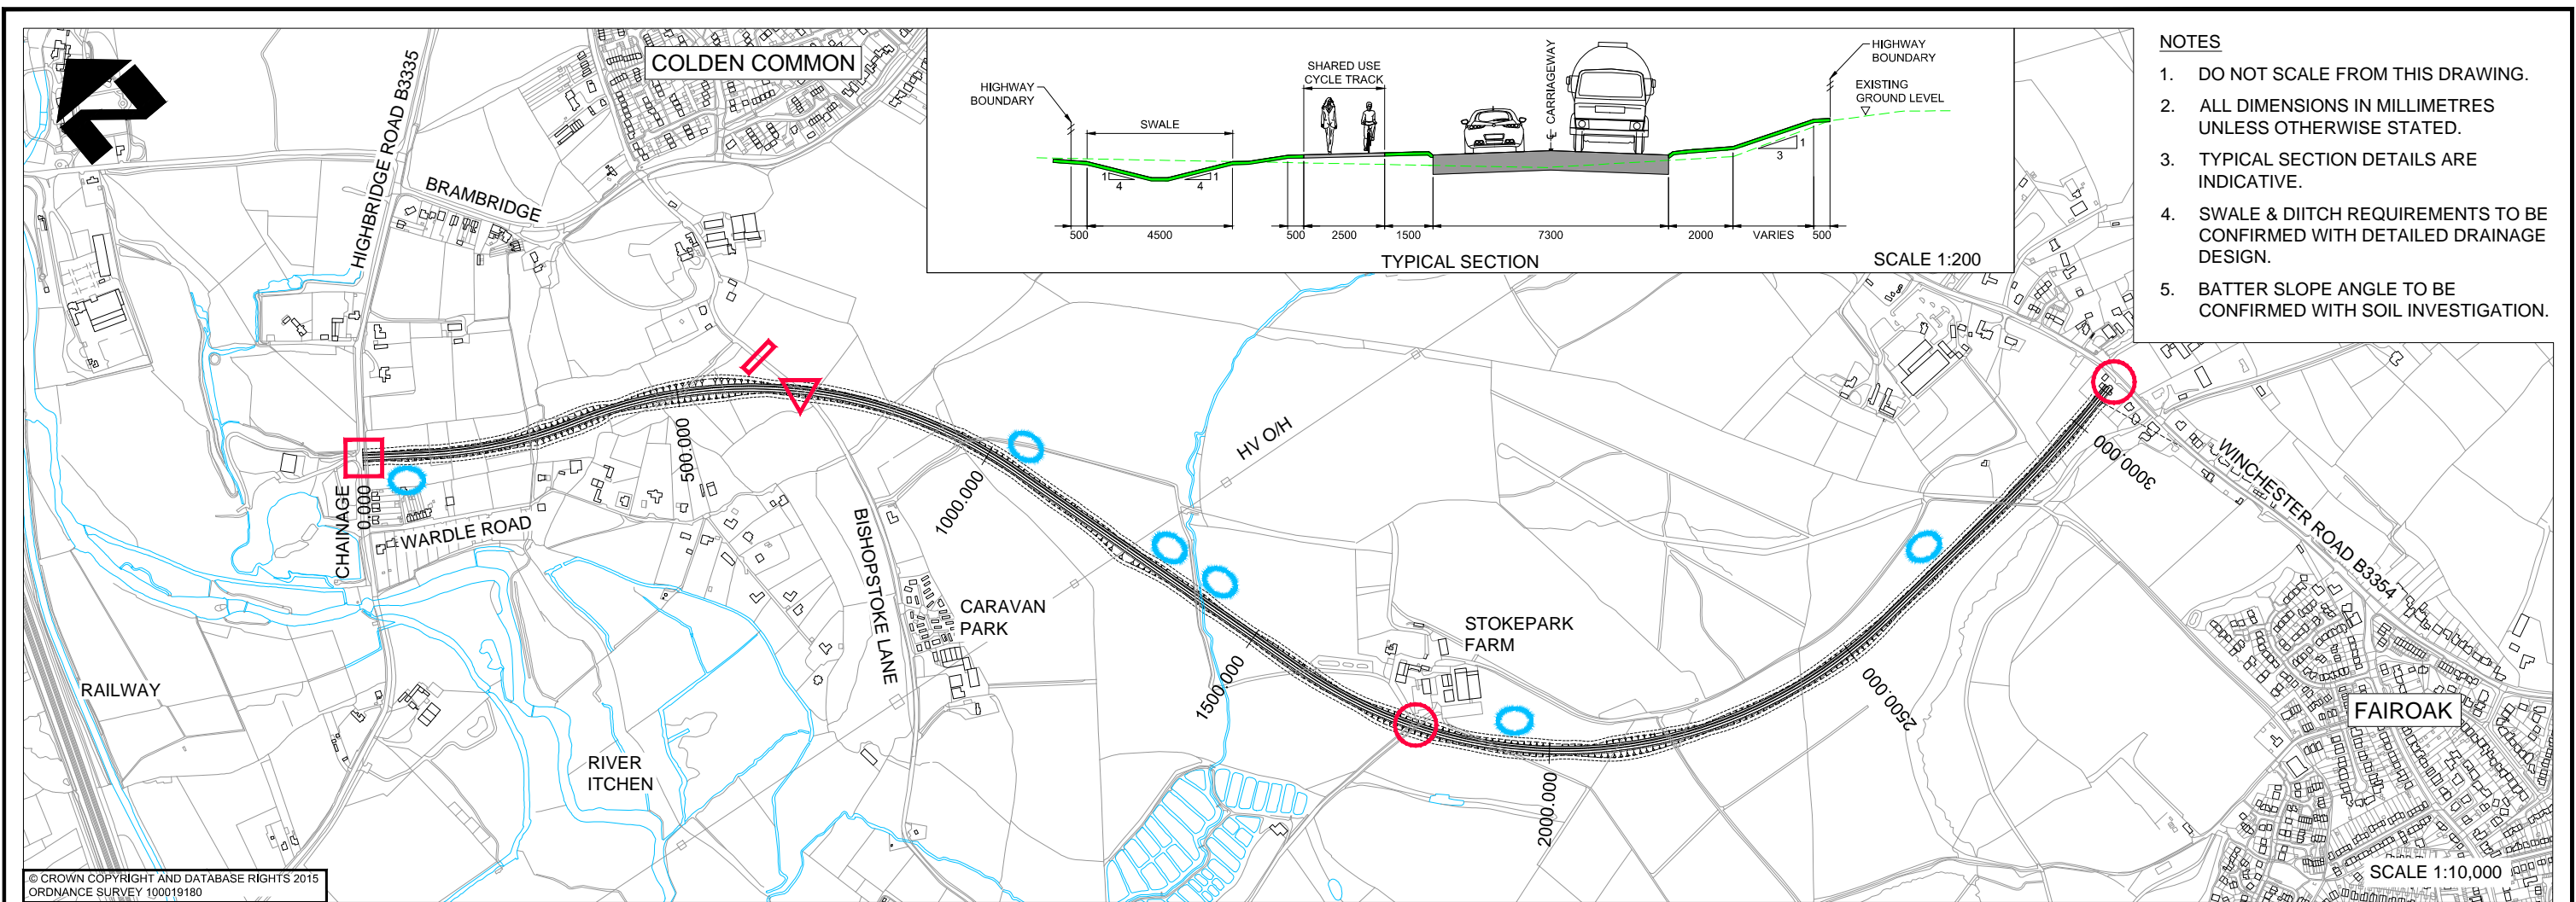 COLDEN COMMON
HIGHBRIDGE ROAD B3335
BRAMBRIDGE
HIGHWAY
BOUNDARY
SWALE
SHARED USE
CYCLE TRACK
CARRIAGEWAY
HIGHWAY
BOUNDARY
EXISTING
GROUND LEVEL
1
4
4
1
1
3
500
4500
500
2500
1500
7300
2000
VARIES
500
TYPICAL SECTION
SCALE 1:200
NOTES
1. DO NOT SCALE FROM THIS DRAWING.
2. ALL DIMENSIONS IN MILLIMETRES
UNLESS OTHERWISE STATED.
3. TYPICAL SECTION DETAILS ARE
INDICATIVE.
4. SWALE & DIITCH REQUIREMENTS TO BE
CONFIRMED WITH DETAILED DRAINAGE
DESIGN.
5. BATTER SLOPE ANGLE TO BE
CONFIRMED WITH SOIL INVESTIGATION.
CHAINAGE
0.000
WARDLE ROAD
500.000
BISHOPSTOKE LANE
1000.000
HV O/H
CARAVAN
PARK
STOKEPARK
FARM
1500.000
2000.000
2500.000
3000.000
WINCHESTER ROAD B3354
RAILWAY
RIVER
ITCHEN
FAIROAK
SCALE 1:10,000
© CROWN COPYRIGHT AND DATABASE RIGHTS 2015
ORDNANCE SURVEY 100019180